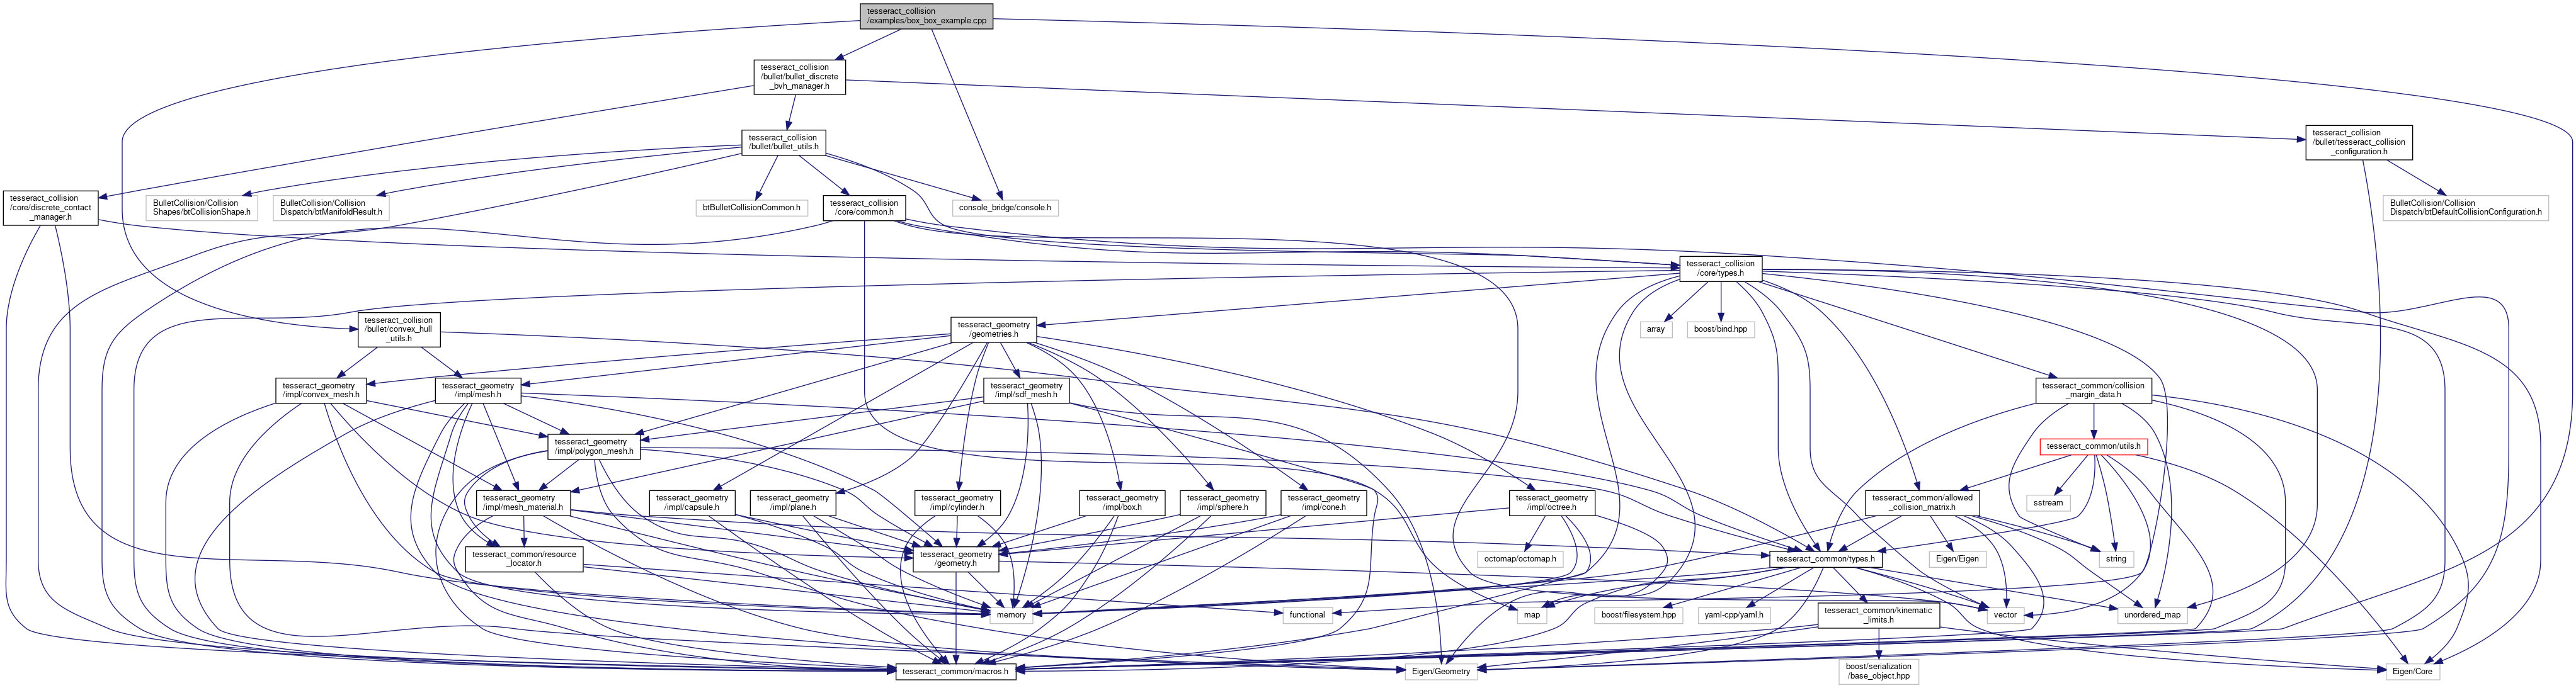 tesseract_collision
/examples/box_box_example.cpp
tesseract_collision
/bullet/bullet_discrete
_bvh_manager.h
tesseract_collision
/bullet/bullet_utils.h
tesseract_collision
/bullet/tesseract_collision
_configuration.h
tesseract_collision
/core/discrete_contact
_manager.h
BulletCollision/Collision
Shapes/btCollisionShape.h
BulletCollision/Collision
Dispatch/btManifoldResult.h
btBulletCollisionCommon.h
tesseract_collision
/core/common.h
console_bridge/console.h
BulletCollision/Collision
Dispatch/btDefaultCollisionConfiguration.h
tesseract_collision
/core/types.h
tesseract_collision
/bullet/convex_hull
_utils.h
tesseract_geometry
/geometries.h
array
boost/bind.hpp
tesseract_geometry
/impl/convex_mesh.h
tesseract_geometry
/impl/mesh.h
tesseract_geometry
/impl/sdf_mesh.h
tesseract_common/collision
_margin_data.h
tesseract_geometry
/impl/polygon_mesh.h
tesseract_common/utils.h
tesseract_geometry
/impl/mesh_material.h
tesseract_geometry
/impl/capsule.h
tesseract_geometry
/impl/plane.h
tesseract_geometry
/impl/cylinder.h
tesseract_geometry
/impl/box.h
tesseract_geometry
/impl/sphere.h
tesseract_geometry
/impl/cone.h
tesseract_geometry
/impl/octree.h
tesseract_common/allowed
_collision_matrix.h
sstream
tesseract_common/resource
_locator.h
tesseract_geometry
/geometry.h
octomap/octomap.h
tesseract_common/types.h
Eigen/Eigen
string
functional
memory
map
boost/filesystem.hpp
yaml-cpp/yaml.h
tesseract_common/kinematic
_limits.h
vector
unordered_map
tesseract_common/macros.h
Eigen/Geometry
boost/serialization
/base_object.hpp
Eigen/Core